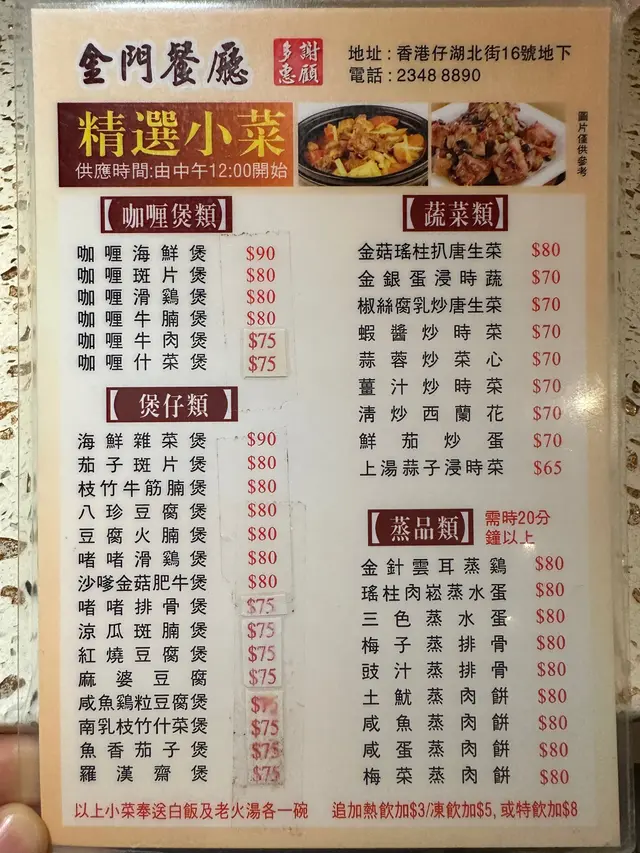 金門餐廳
多謝惠顧
地址：香港仔湖北街16號地下
電話：2348 8890
精選小菜
供應時間:由中午12:00開始
圖片僅供參考
【咖喱煲類】
咖喱海鮮煲 $90
咖喱斑片煲 $80
咖喱滑鷄煲 $80
咖喱牛腩煲 $80
咖喱牛肉煲 $75
咖喱什菜煲 $75
【煲仔類】
海鮮雜菜煲 $90
茄子斑片煲 $80
枝竹牛筋腩煲 $80
八珍豆腐煲 $80
豆腐火腩煲 $80
啫啫滑鷄煲 $80
沙嗲金菇肥牛煲 $80
啫啫排骨煲 $75
涼瓜斑腩煲 $75
紅燒豆腐煲 $75
麻婆豆腐 $75
咸魚鷄粒豆腐煲 $75
南乳枝竹什菜煲 $75
魚香茄子煲 $75
羅漢齋煲 $75
【蔬菜類】
金菇瑤柱扒唐生菜 $80
金銀蛋浸時蔬 $70
椒絲腐乳炒唐生菜 $70
蝦醬炒時菜 $70
蒜蓉炒菜心 $70
薑汁炒時菜 $70
清炒西蘭花 $70
鮮茄炒蛋 $70
上湯蒜子浸時菜 $65
【蒸品類】
需時20分
鐘以上
金針雲耳蒸鷄 $80
瑤柱肉崧蒸水蛋 $80
三色蒸水蛋 $80
梅子蒸排骨 $80
豉汁蒸排骨 $80
土魷蒸肉餅 $80
咸魚蒸肉餅 $80
咸蛋蒸肉餅 $80
梅菜蒸肉餅 $80
以上小菜奉送白飯及老火湯各一碗 追加熱飲加$3/凍飲加$5, 或特飲加$8